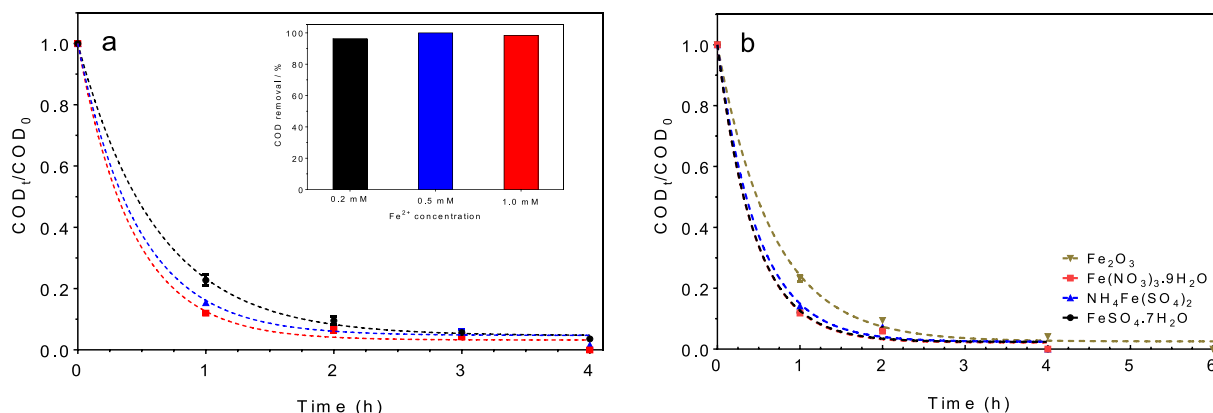 a
COD_t/COD_0
1.0
0.8
0.6
0.4
0.2
0.0
0 1 2 3 4
Time (h)
COD removal / %
100
80
60
40
20
0
0.2 mM 0.5 mM 1.0 mM
Fe²⁺ concentration
b
COD_t/COD_0
1.0
0.8
0.6
0.4
0.2
0.0
0 1 2 3 4 5 6
Time (h)
Fe₂O₃
Fe(NO₃)₃.9H₂O
NH₄Fe(SO₄)₂
FeSO₄.7H₂O